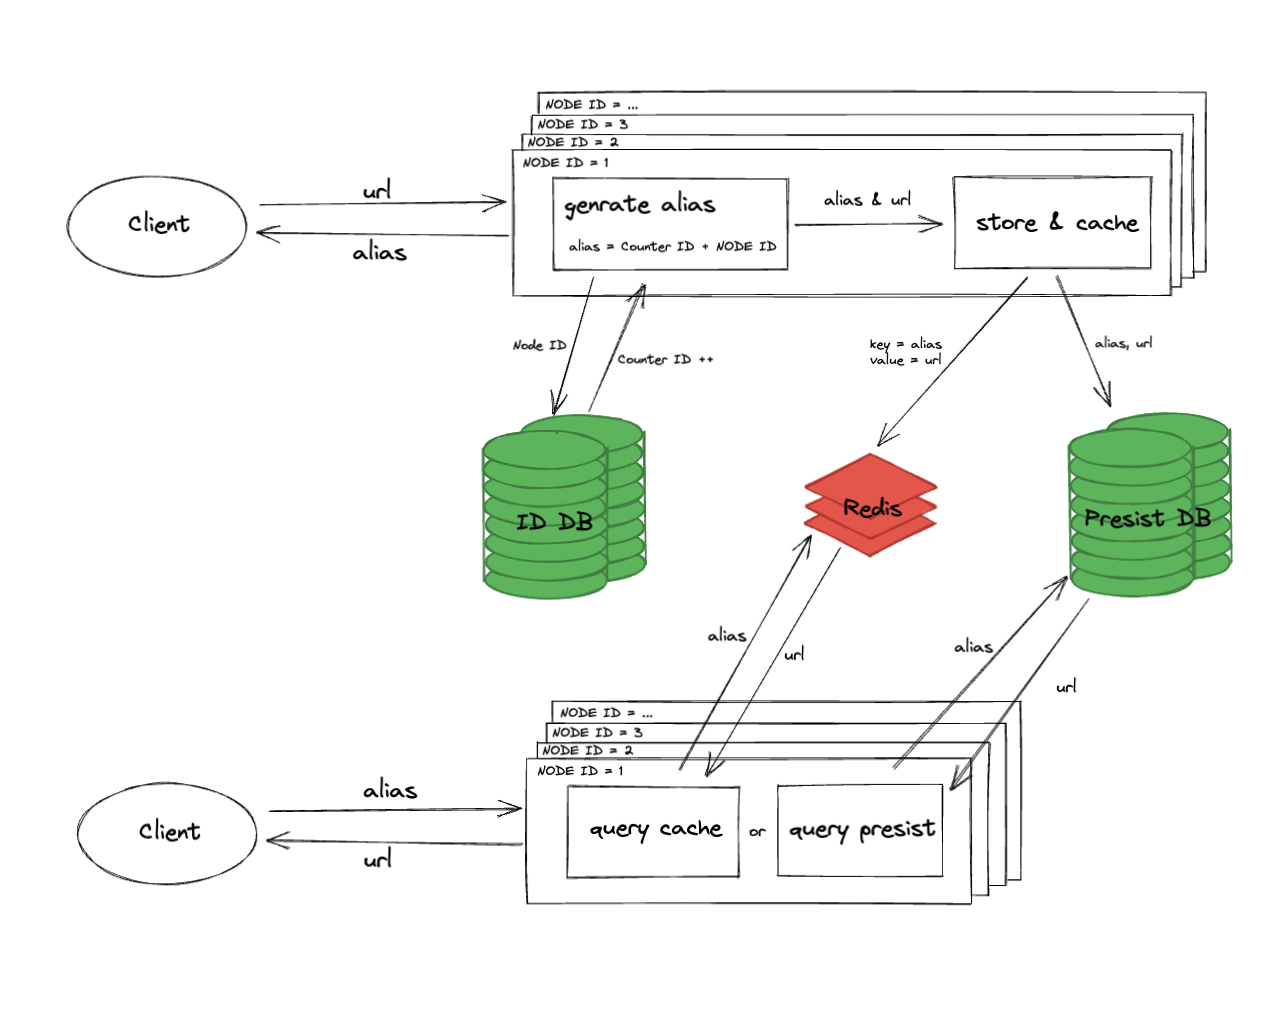 NODE ID = ...
NODE ID = 3
NODE ID = 2
NODE ID = 1
Client
url
alias
genrate alias
alias = Counter ID + NODE ID
alias & url
store & cache
Node ID
Counter ID ++
key = alias
value = url
alias, url
ID DB
Redis
Presist DB
alias
url
alias
url
NODE ID = ...
NODE ID = 3
NODE ID = 2
NODE ID = 1
Client
alias
url
query cache
or
query presist